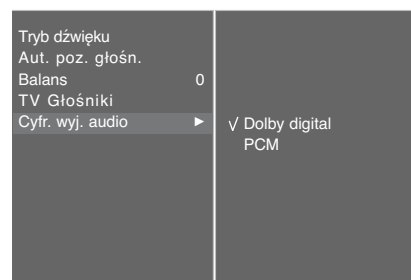 Tryb dźwięku
Aut. poz. głośn.
Balans 0
TV Głośniki
Cyfr. wyj. audio ►
√ Dolby digital
PCM